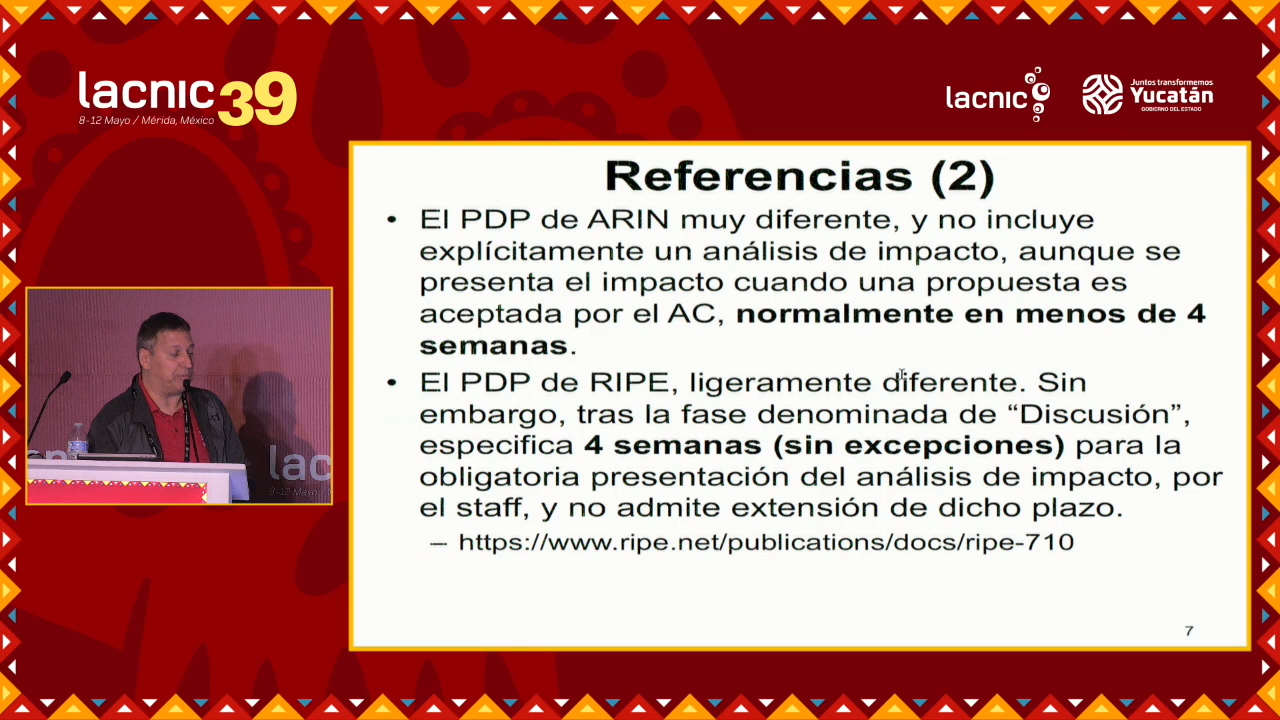 lacnic39
8-12 Mayo / Mérida, México
lacnic
Juntos transformemos
Yucatán
GOBIERNO DEL ESTADO
Referencias (2)
• El PDP de ARIN muy diferente, y no incluye
explícitamente un análisis de impacto, aunque se
presenta el impacto cuando una propuesta es
aceptada por el AC, normalmente en menos de 4
semanas.
• El PDP de RIPE, ligeramente diferente. Sin
embargo, tras la fase denominada de “Discusión”,
especifica 4 semanas (sin excepciones) para la
obligatoria presentación del análisis de impacto, por
el staff, y no admite extensión de dicho plazo.
– https://www.ripe.net/publications/docs/ripe-710
7
lac
8-12 Mayo /